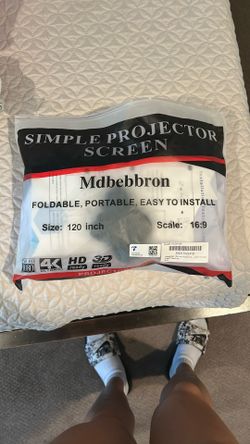 SIMPLE PROJECTOR
SCREEN
Mdbebbron
FOLDABLE, PORTABLE, EASY TO INSTALL
Size: 120 inch
Scale: 16:9
4K HD 3D